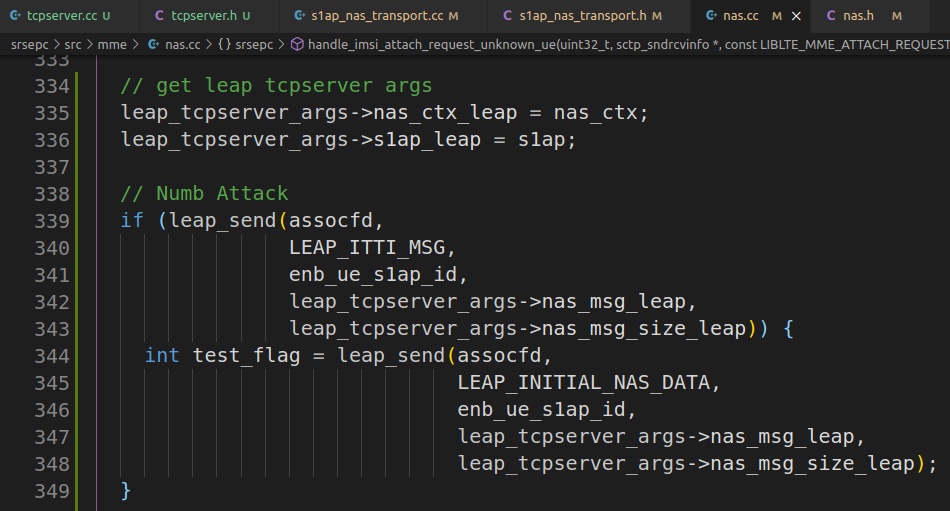 tcpserver.cc U tcpserver.h U s1ap_nas_transport.cc M s1ap_nas_transport.h M nas.cc M × nas.h M
srsepc > src > mme > nas.cc > {} srsepc > handle_imsi_attach_request_unknown_ue(uint32_t, sctp_sndrcvinfo *, const LIBLTE_MME_ATTACH_REQUEST
333
334 // get leap tcpserver args
335 leap_tcpserver_args->nas_ctx_leap = nas_ctx;
336 leap_tcpserver_args->s1ap_leap = s1ap;
337
338 // Numb Attack
339 if (leap_send(assocfd,
340 LEAP_ITTI_MSG,
341 enb_ue_s1ap_id,
342 leap_tcpserver_args->nas_msg_leap,
343 leap_tcpserver_args->nas_msg_size_leap)) {
344 int test_flag = leap_send(assocfd,
345 LEAP_INITIAL_NAS_DATA,
346 enb_ue_s1ap_id,
347 leap_tcpserver_args->nas_msg_leap,
348 leap_tcpserver_args->nas_msg_size_leap);
349 }